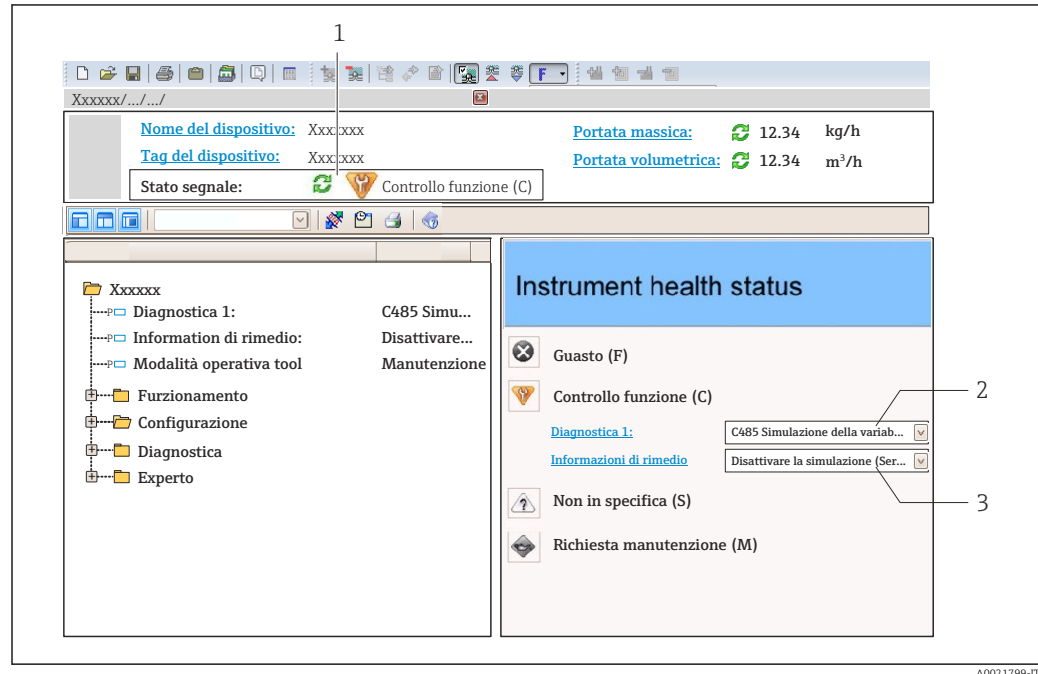 1
F
Xxxxxx/.../.../
Nome del dispositivo: Xxxxxxx
Portata massica: 12.34 kg/h
Tag del dispositivo: Xxxxxxx
Portata volumetrica: 12.34 m³/h
Stato segnale: Controllo funzione (C)
Xxxxxx
P Diagnostica 1: C485 Simu...
P Information di rimedio: Disattivare...
P Modalità operativa tool Manutenzione
Furzionamento
Configurazione
Diagnostica
Experto
Instrument health status
Guasto (F)
Controllo funzione (C)
2
Diagnostica 1: C485 Simulazione della variab...
Informazioni di rimedio Disattivare la simulazione (Ser...
Non in specifica (S)
3
Richiesta manutenzione (M)
A0021799-IT